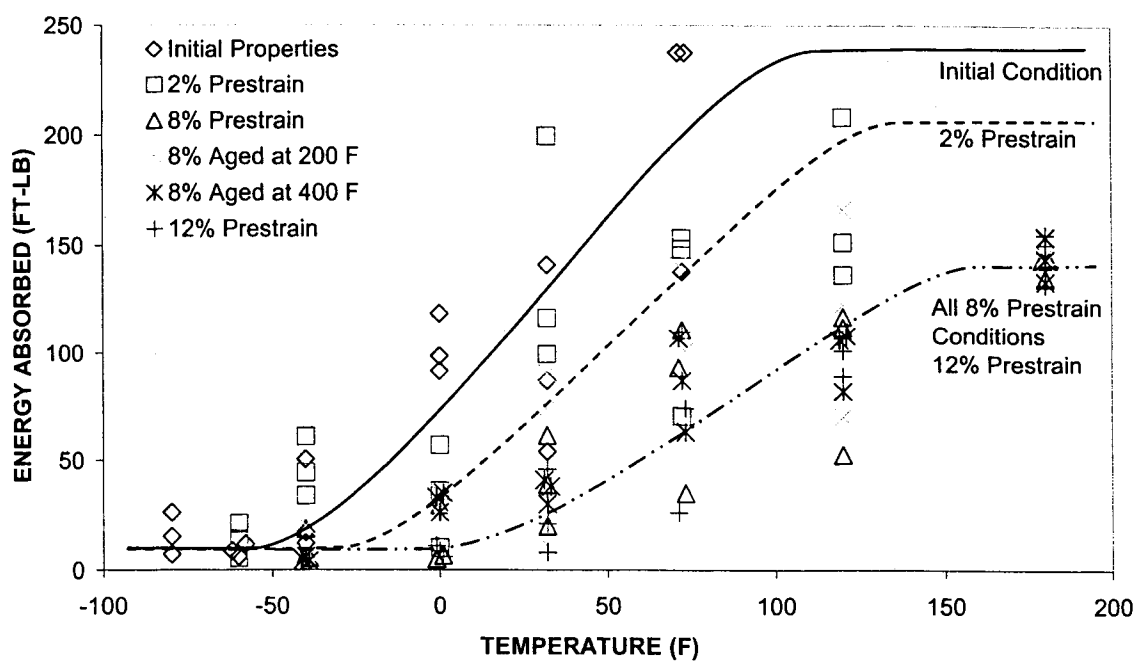 ENERGY ABSORBED (FT-LB)
250
200
150
100
50
0
Initial Properties
2% Prestrain
8% Prestrain
8% Aged at 200 F
8% Aged at 400 F
12% Prestrain
Initial Condition
2% Prestrain
All 8% Prestrain
Conditions
12% Prestrain
-100
-50
0
50
100
150
200
TEMPERATURE (F)